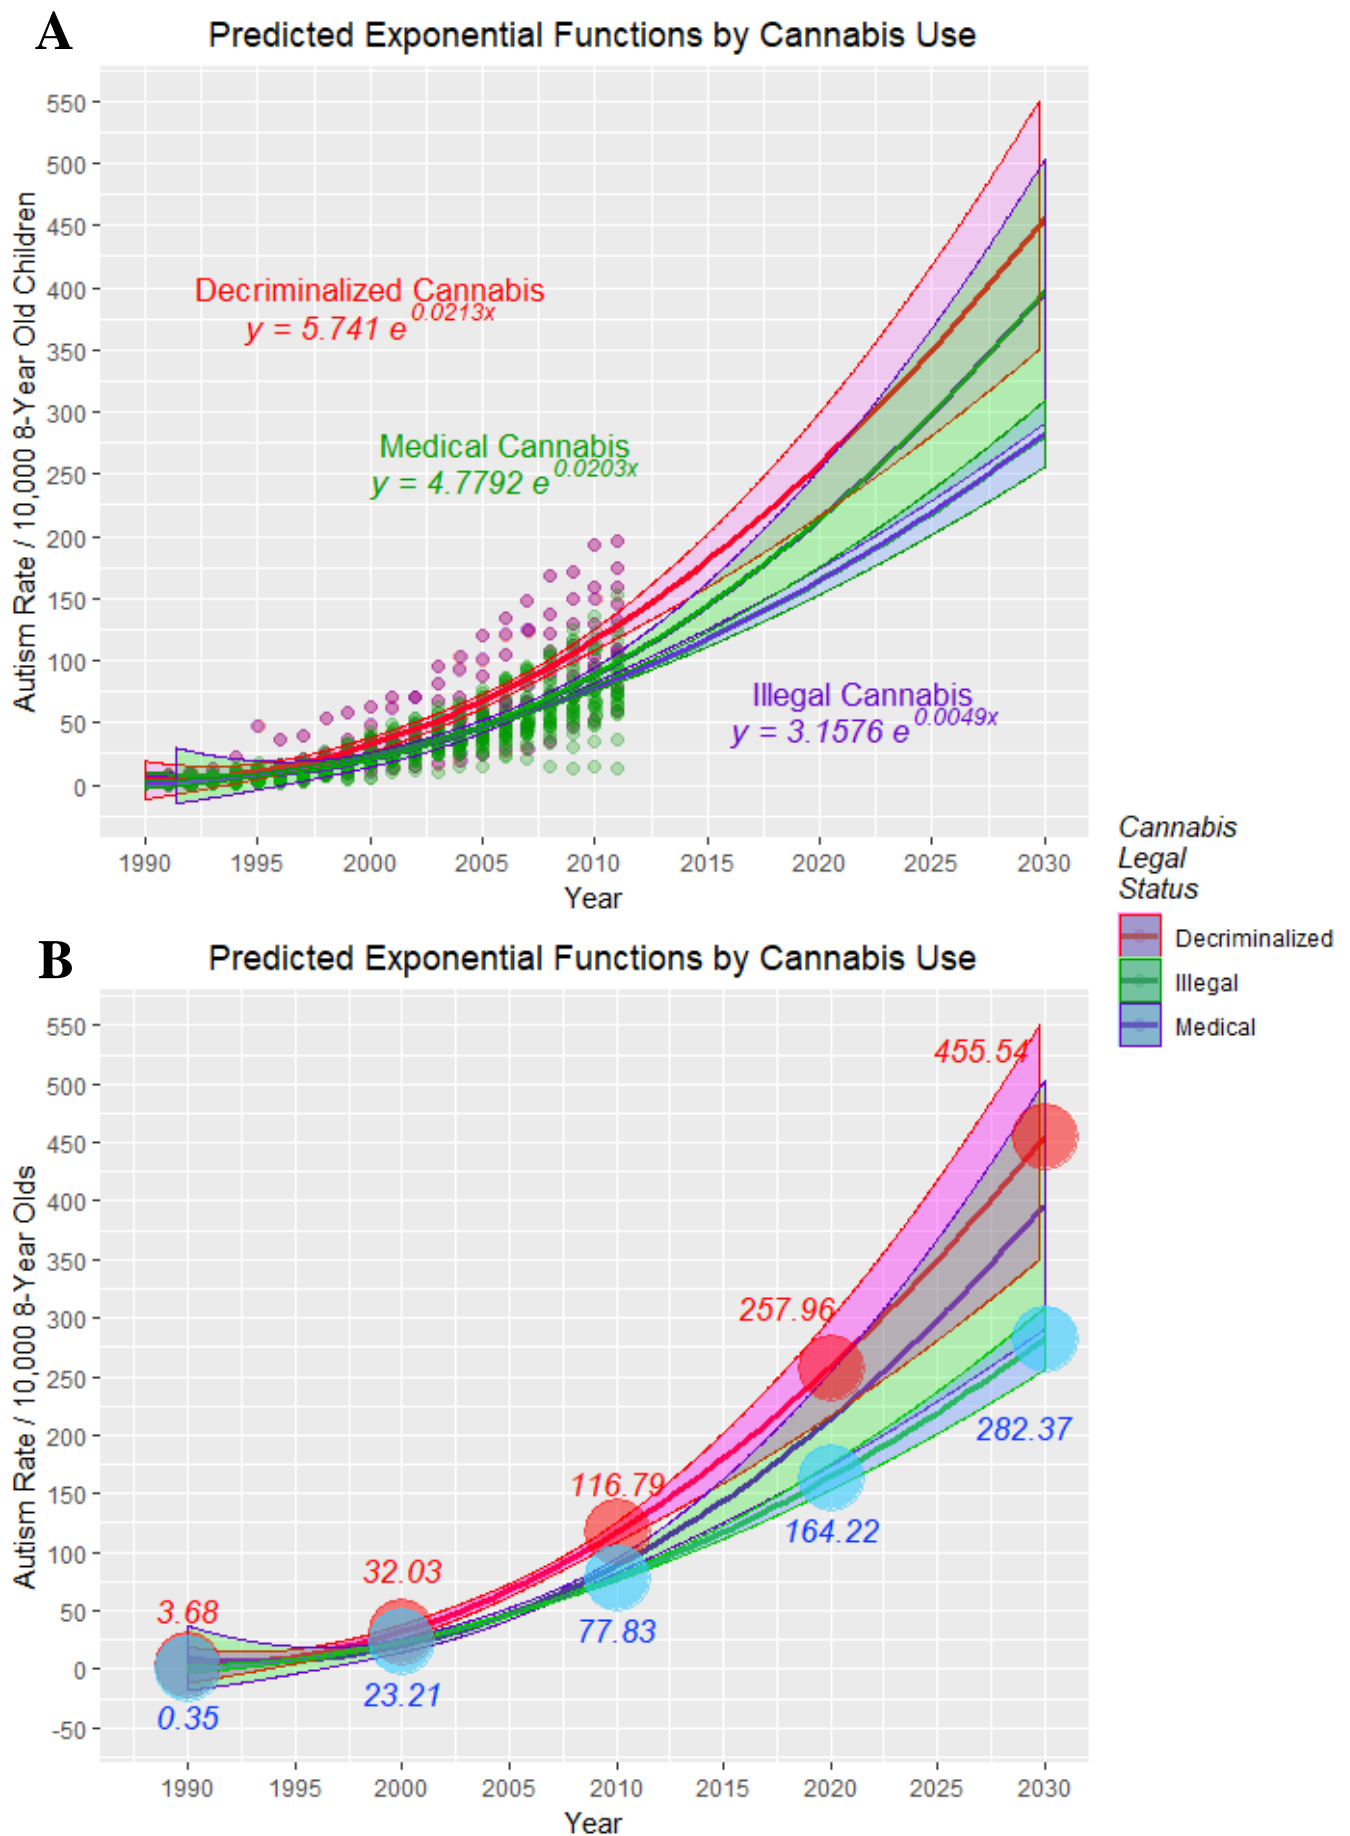 A
Predicted Exponential Functions by Cannabis Use
Autism Rate / 10,000 8-Year Old Children
550
500
450
400
350
300
250
200
150
100
50
0
Decriminalized Cannabis
y = 5.741 e^0.0213x
Medical Cannabis
y = 4.7792 e^0.0203x
Illegal Cannabis
y = 3.1576 e^0.0049x
1990 1995 2000 2005 2010 2015 2020 2025 2030
Year
Cannabis
Legal
Status
Decriminalized
Illegal
Medical
B
Predicted Exponential Functions by Cannabis Use
Autism Rate / 10,000 8-Year Olds
550
500
450
400
350
300
250
200
150
100
50
0
-50
455.54
257.96
282.37
116.79
164.22
32.03
77.83
3.68
23.21
0.35
1990 1995 2000 2005 2010 2015 2020 2025 2030
Year